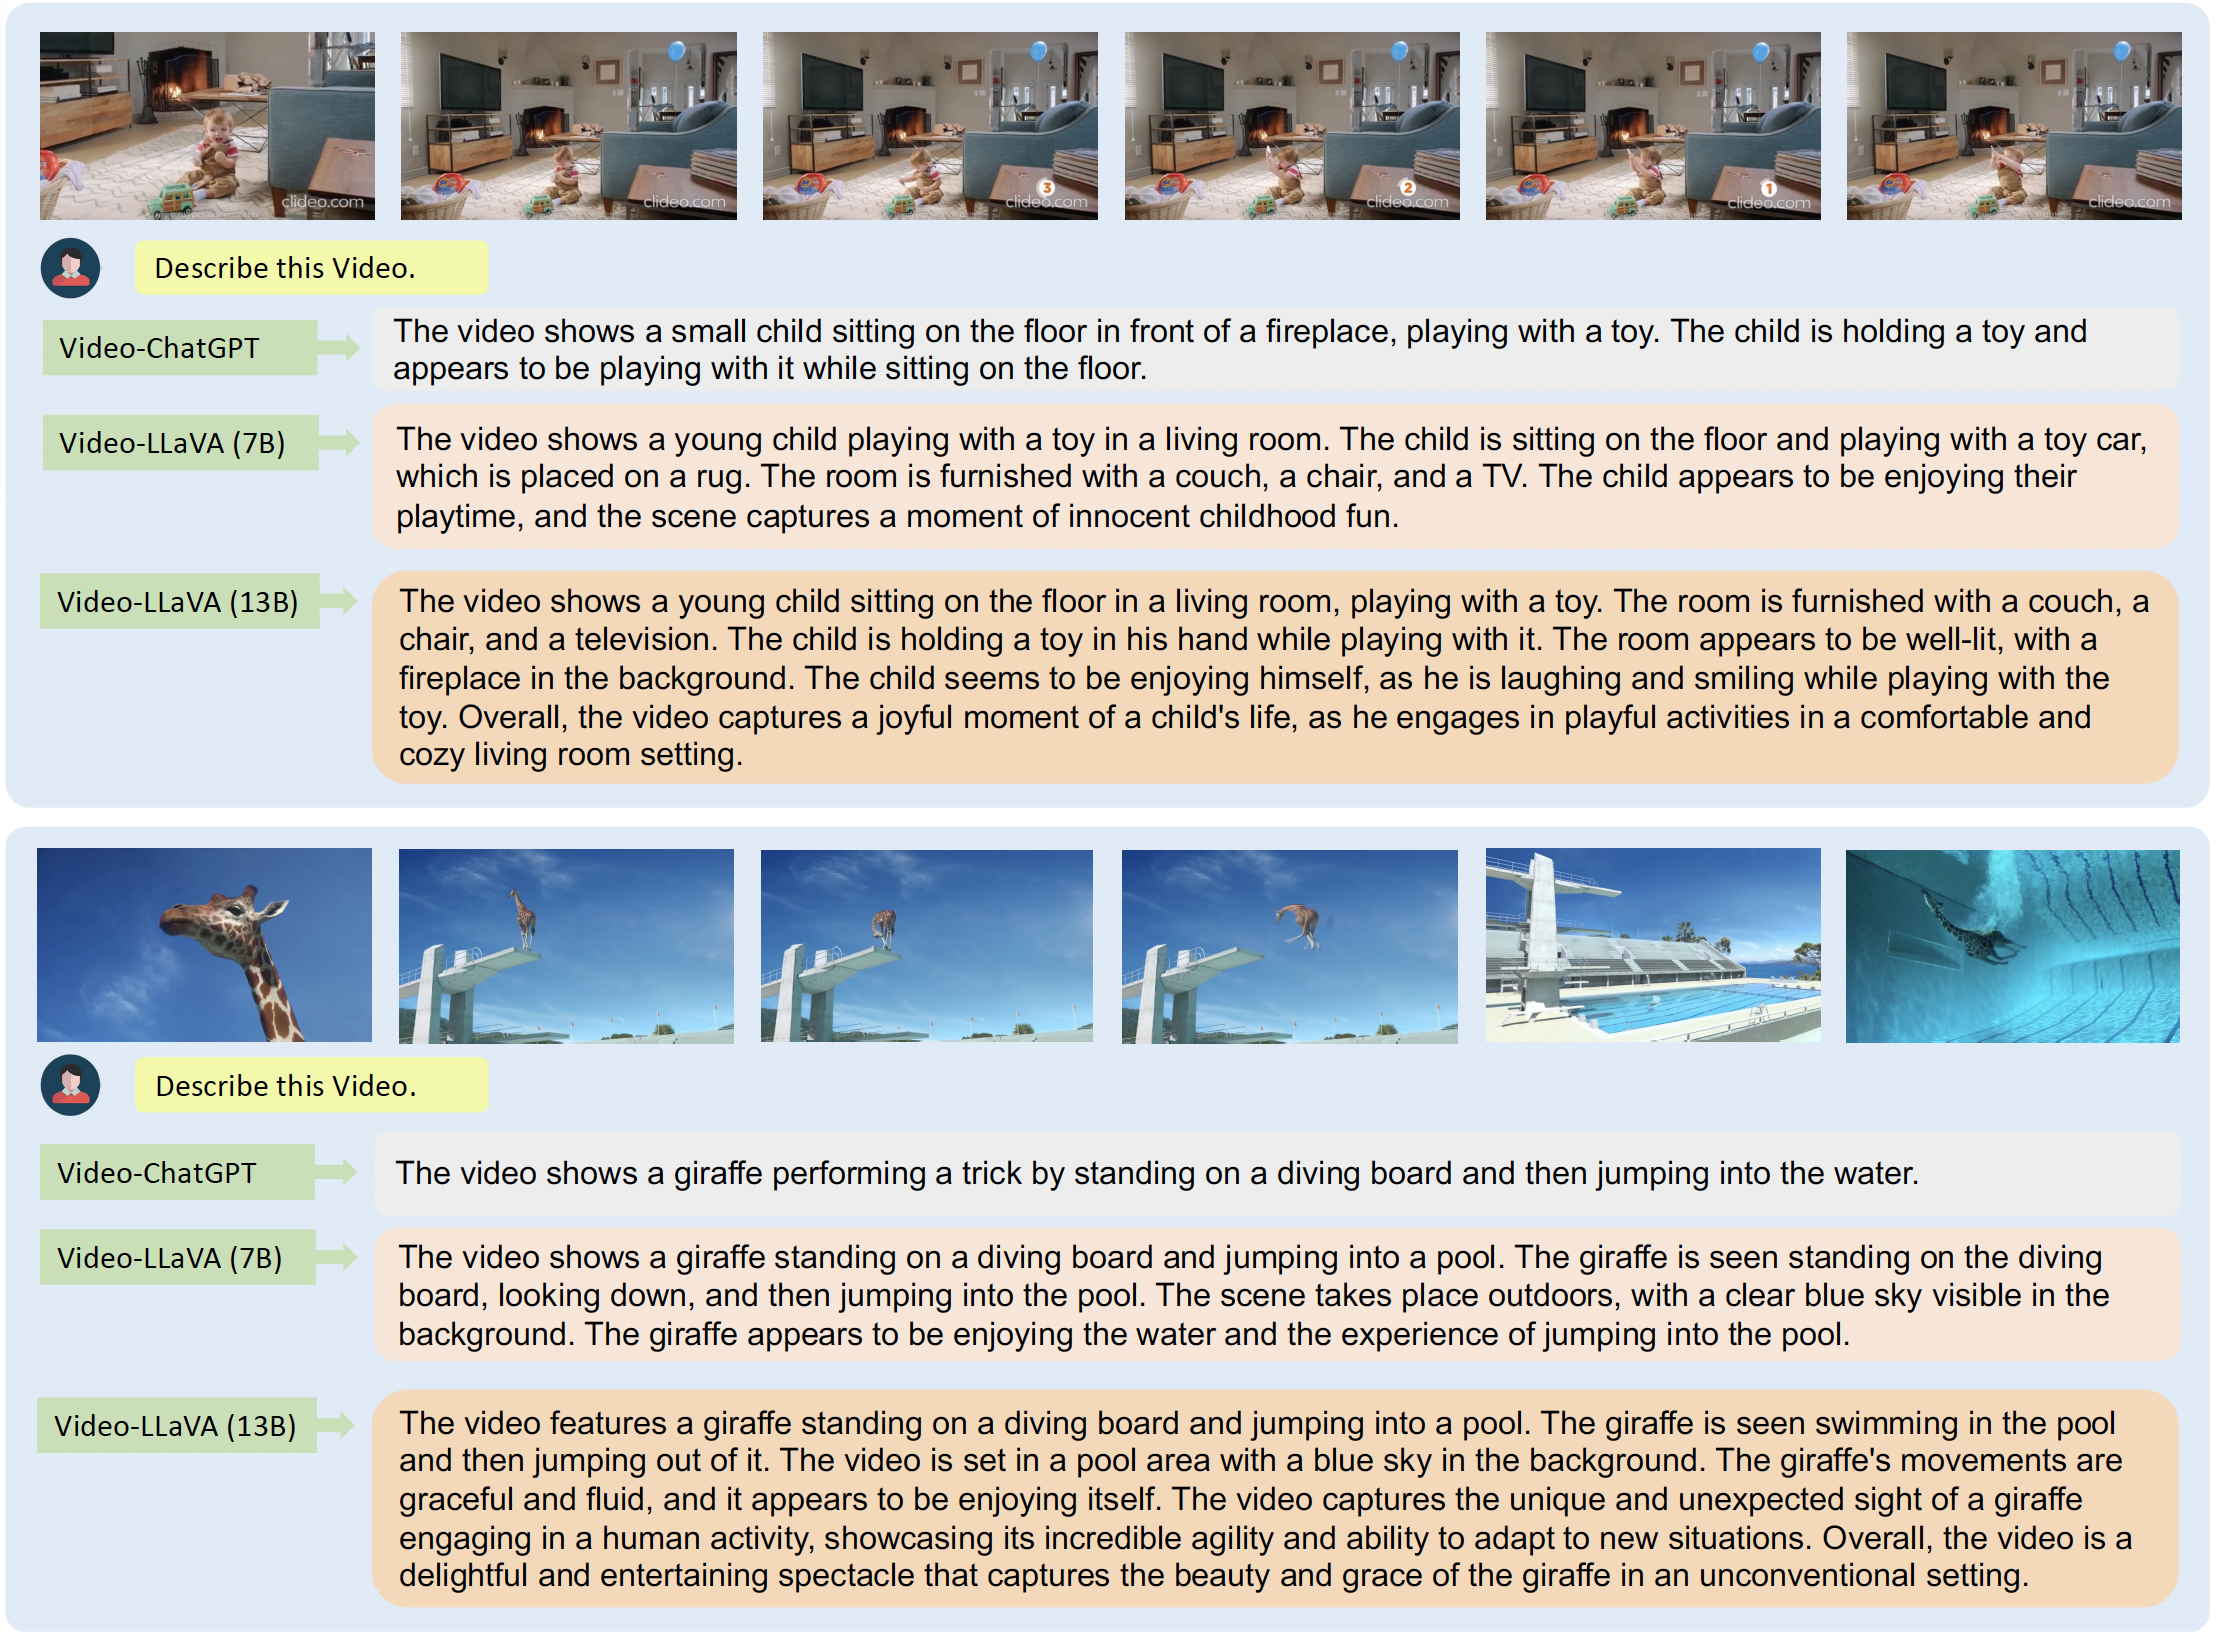 clideo.com
clideo.com
3
clideo.com
2
clideo.com
1
clideo.com
clideo.com
Describe this Video.
Video-ChatGPT
The video shows a small child sitting on the floor in front of a fireplace, playing with a toy. The child is holding a toy and
appears to be playing with it while sitting on the floor.
Video-LLaVA (7B)
The video shows a young child playing with a toy in a living room. The child is sitting on the floor and playing with a toy car,
which is placed on a rug. The room is furnished with a couch, a chair, and a TV. The child appears to be enjoying their
playtime, and the scene captures a moment of innocent childhood fun.
Video-LLaVA (13B)
The video shows a young child sitting on the floor in a living room, playing with a toy. The room is furnished with a couch, a
chair, and a television. The child is holding a toy in his hand while playing with it. The room appears to be well-lit, with a
fireplace in the background. The child seems to be enjoying himself, as he is laughing and smiling while playing with the
toy. Overall, the video captures a joyful moment of a child's life, as he engages in playful activities in a comfortable and
cozy living room setting.
Describe this Video.
Video-ChatGPT
The video shows a giraffe performing a trick by standing on a diving board and then jumping into the water.
Video-LLaVA (7B)
The video shows a giraffe standing on a diving board and jumping into a pool. The giraffe is seen standing on the diving
board, looking down, and then jumping into the pool. The scene takes place outdoors, with a clear blue sky visible in the
background. The giraffe appears to be enjoying the water and the experience of jumping into the pool.
Video-LLaVA (13B)
The video features a giraffe standing on a diving board and jumping into a pool. The giraffe is seen swimming in the pool
and then jumping out of it. The video is set in a pool area with a blue sky in the background. The giraffe's movements are
graceful and fluid, and it appears to be enjoying itself. The video captures the unique and unexpected sight of a giraffe
engaging in a human activity, showcasing its incredible agility and ability to adapt to new situations. Overall, the video is a
delightful and entertaining spectacle that captures the beauty and grace of the giraffe in an unconventional setting.